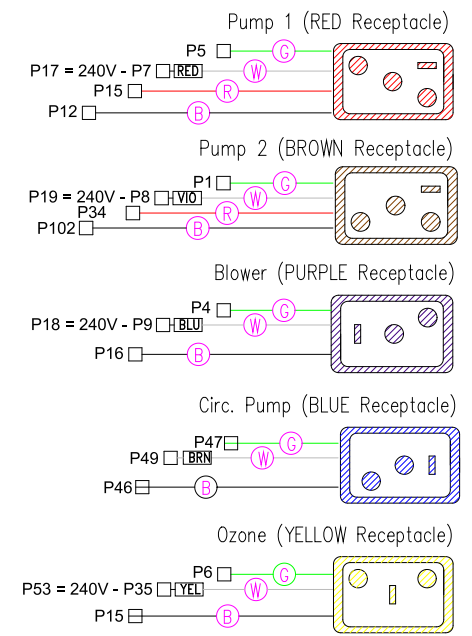 Pump 1 (RED Receptacle)
P5 G
P17 = 240V - P7 RED W
P15 R
P12 B
Pump 2 (BROWN Receptacle)
P1 G
P19 = 240V - P8 VIO W
P34 R
P102 B
Blower (PURPLE Receptacle)
P4 G
P18 = 240V - P9 BLU W
P16 B
Circ. Pump (BLUE Receptacle)
P47 G
P49 BRN W
P46 B
Ozone (YELLOW Receptacle)
P6 G
P53 = 240V - P35 YEL W
P15 B